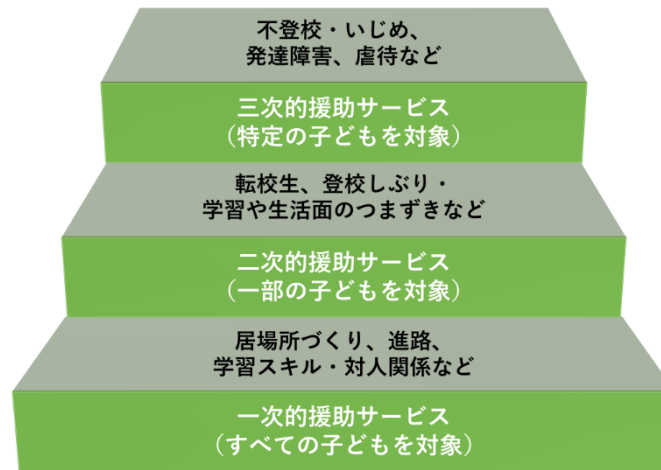 不登校・いじめ、
発達障害、虐待など
三次的援助サービス
（特定の子どもを対象）
転校生、登校しぶり・
学習や生活面のつまずきなど
二次的援助サービス
（一部の子どもを対象）
居場所づくり、進路、
学習スキル・対人関係など
一次的援助サービス
（すべての子どもを対象）